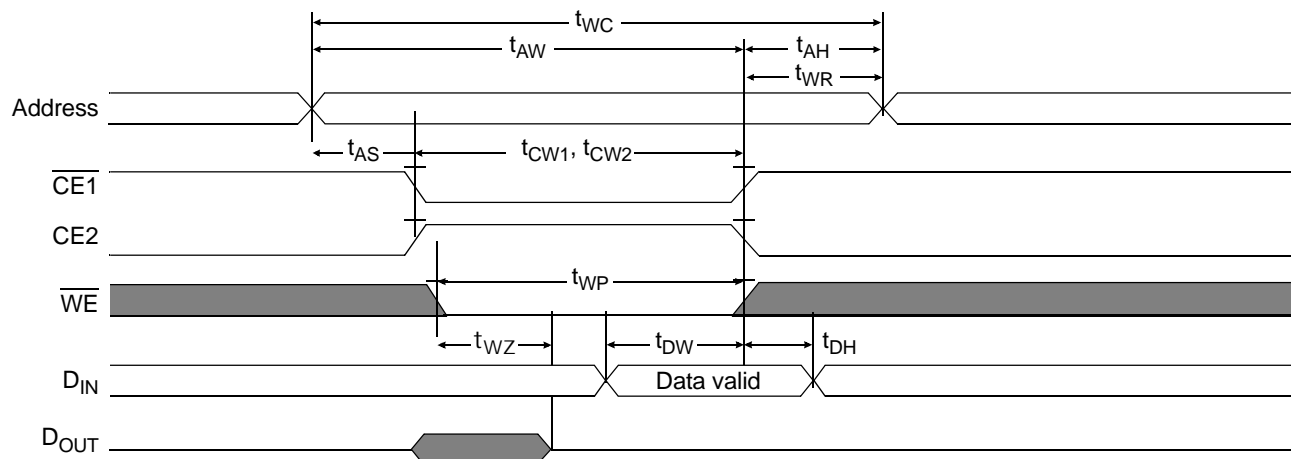 tWC
tAW tAH
tWR
Address
tAS tCW1, tCW2
CE1
CE2
tWP
WE
tWZ tDW tDH
DIN Data valid
DOUT